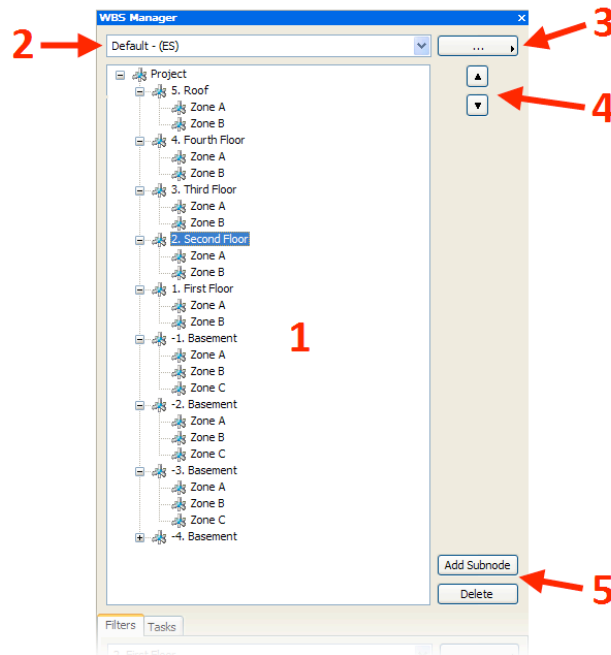 WBS Manager x
2 Default - (ES) ... 3
Project
5. Roof
Zone A
Zone B
4. Fourth Floor
4
Zone A
Zone B
3. Third Floor
Zone A
Zone B
2. Second Floor
Zone A
Zone B
1. First Floor
Zone A
Zone B
1
-1. Basement
Zone A
Zone B
Zone C
-2. Basement
Zone A
Zone B
Zone C
-3. Basement
Zone A
Zone B
Zone C
-4. Basement
Add Subnode
5
Delete
Filters Tasks